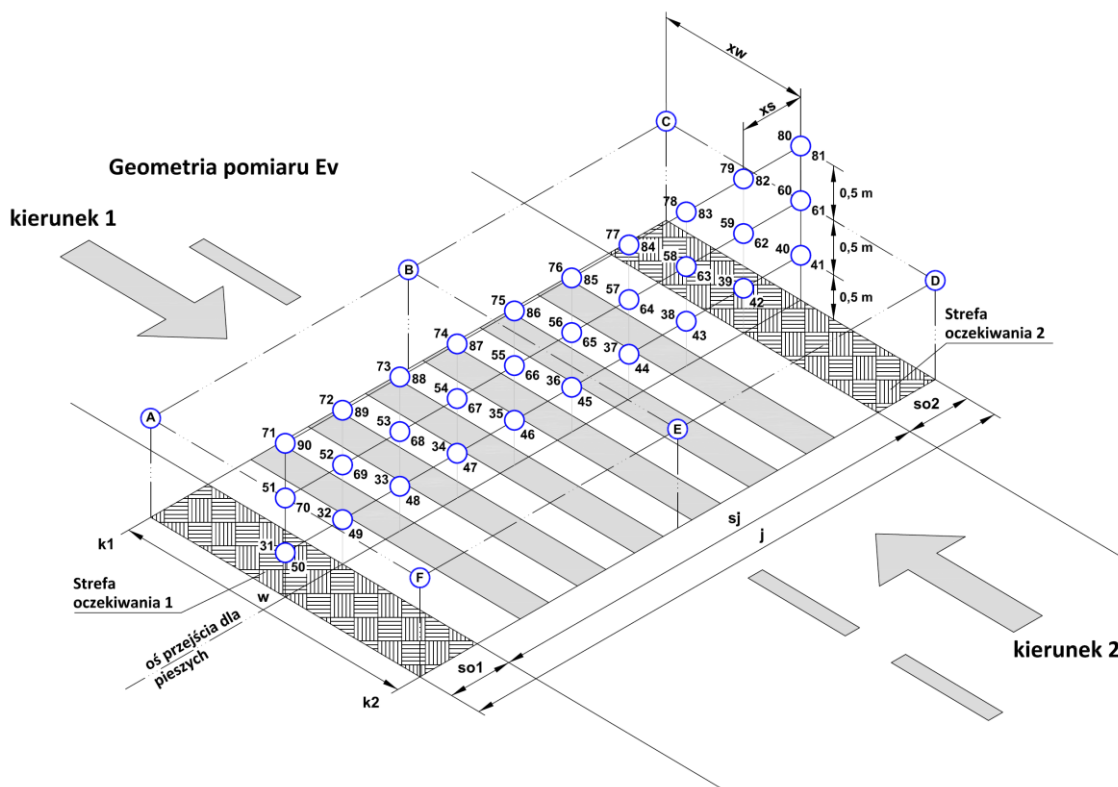 xw
xs
C
80
81
79
82
0,5 m
Geometria pomiaru Ev
78
83
60
61
kierunek 1
77
84
59
62
0,5 m
58
63
40
41
B
76
85
39
42
0,5 m
D
75
86
57
64
38
43
Strefa
oczekiwania 2
74
87
56
65
37
44
73
88
55
66
36
45
so2
A
72
89
54
67
35
46
E
71
90
53
68
34
47
52
69
33
48
sj
j
51
70
32
49
k1
31
50
F
Strefa
oczekiwania 1
w
oś przejścia dla
pieszych
so1
k2
kierunek 2